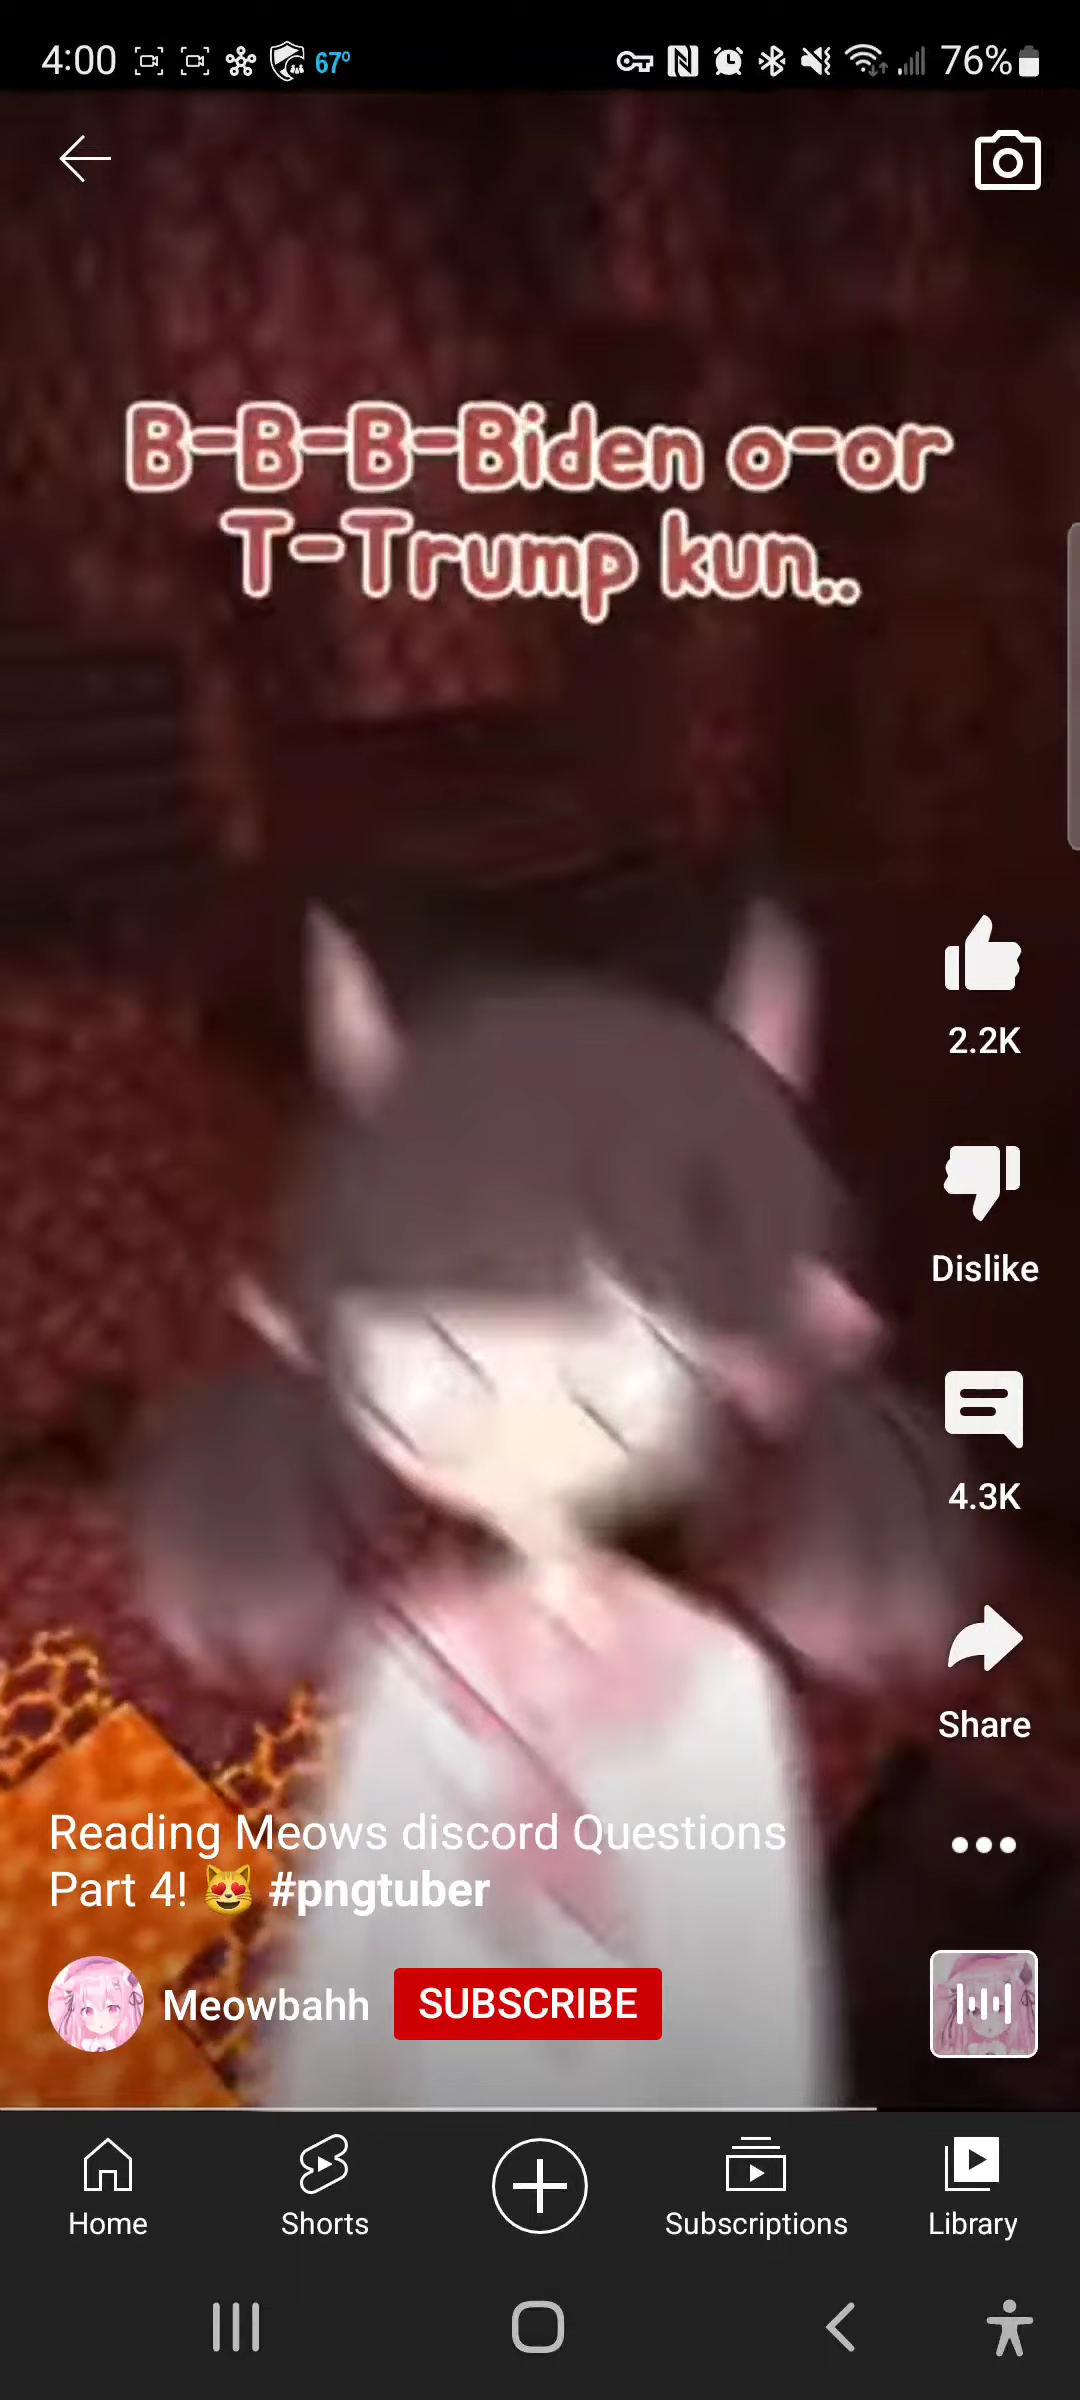 4:00 67° 76%
B-B-B-Biden o-or
T-Trump kun..
2.2K
Dislike
4.3K
Share
Reading Meows discord Questions
Part 4! 😻 #pngtuber
Meowbahh SUBSCRIBE
Home Shorts Subscriptions Library